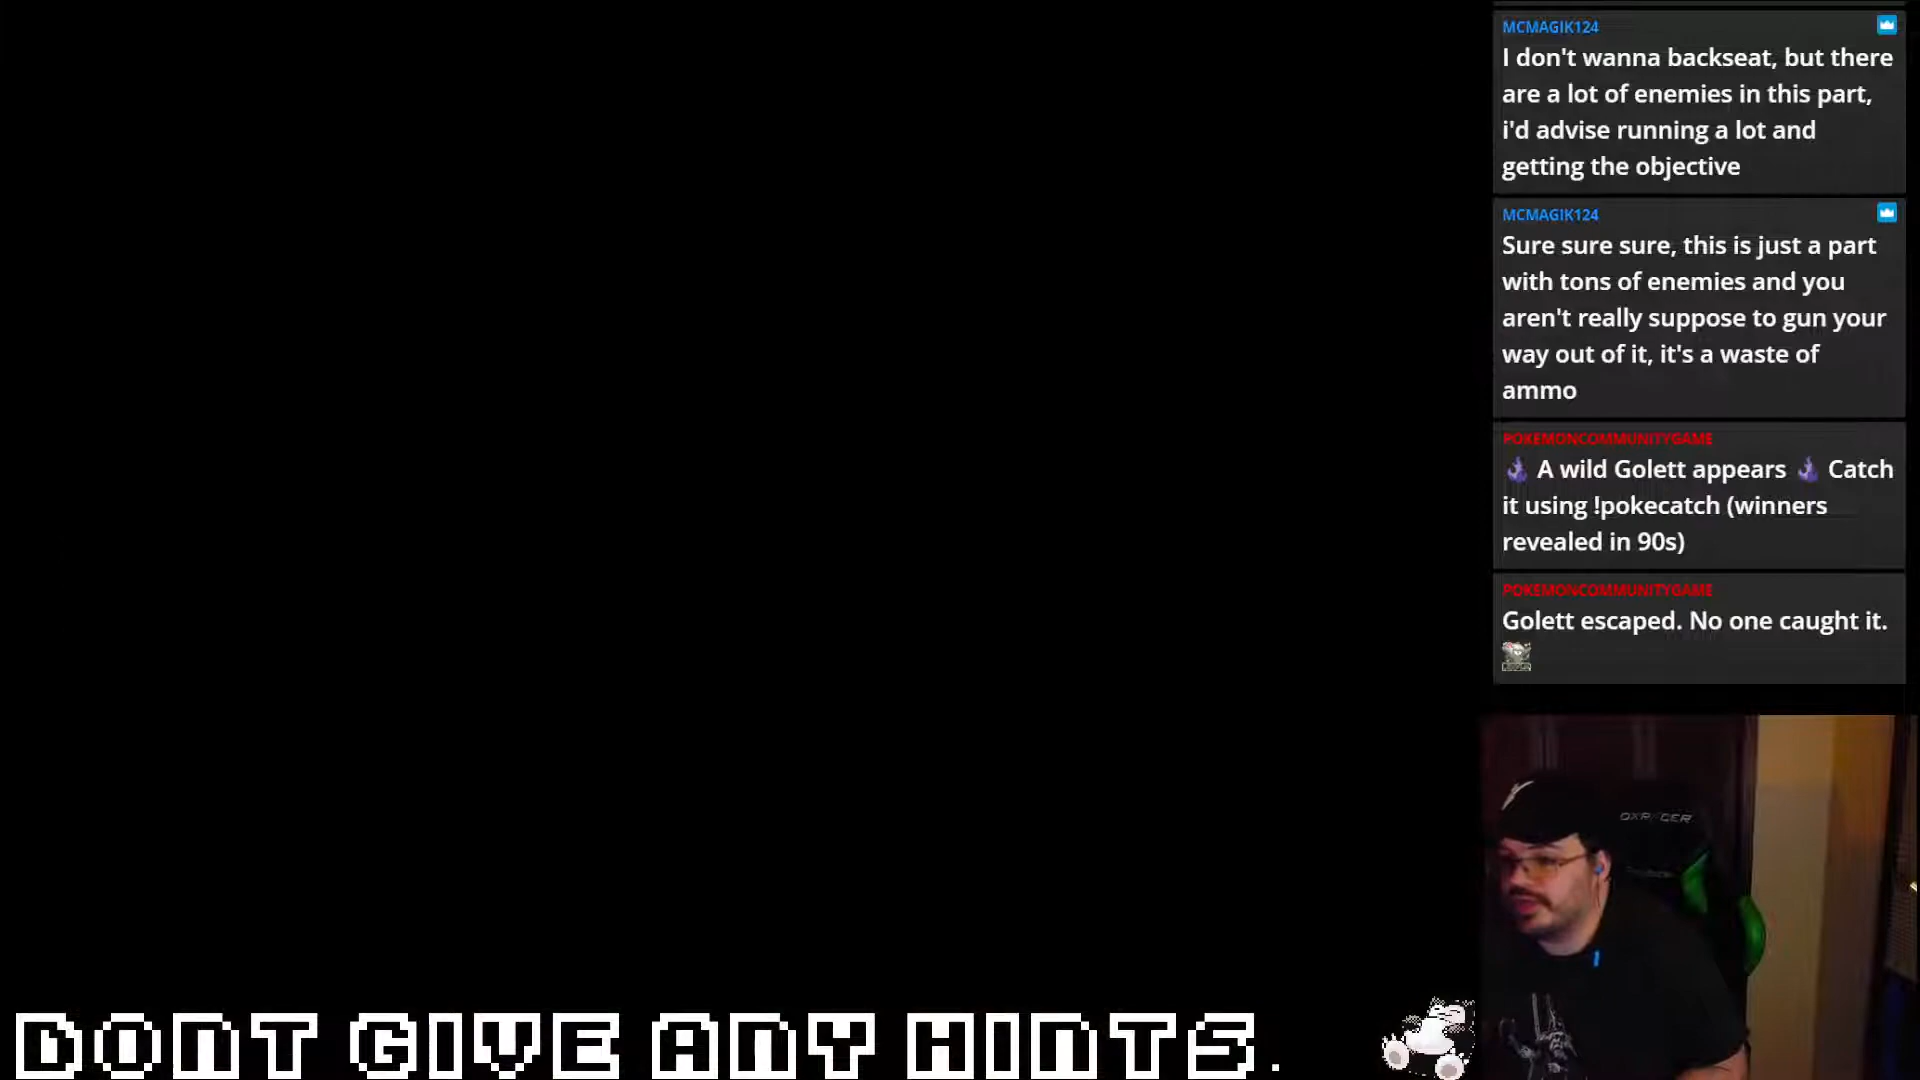 MCMAGIK124
I don't wanna backseat, but there
are a lot of enemies in this part,
i'd advise running a lot and
getting the objective
MCMAGIK124
Sure sure sure, this is just a part
with tons of enemies and you
aren't really suppose to gun your
way out of it, it's a waste of
ammo
POKEMONCOMMUNITYGAME
A wild Golett appears Catch
it using !pokecatch (winners
revealed in 90s)
POKEMONCOMMUNITYGAME
Golett escaped. No one caught it.
DONT GIVE ANY HINTS.